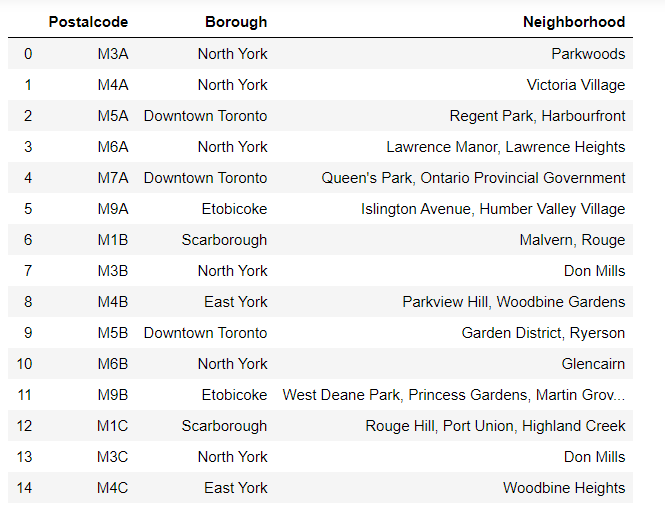 Postalcode Borough Neighborhood
0 M3A North York Parkwoods
1 M4A North York Victoria Village
2 M5A Downtown Toronto Regent Park, Harbourfront
3 M6A North York Lawrence Manor, Lawrence Heights
4 M7A Downtown Toronto Queen's Park, Ontario Provincial Government
5 M9A Etobicoke Islington Avenue, Humber Valley Village
6 M1B Scarborough Malvern, Rouge
7 M3B North York Don Mills
8 M4B East York Parkview Hill, Woodbine Gardens
9 M5B Downtown Toronto Garden District, Ryerson
10 M6B North York Glencairn
11 M9B Etobicoke West Deane Park, Princess Gardens, Martin Grov...
12 M1C Scarborough Rouge Hill, Port Union, Highland Creek
13 M3C North York Don Mills
14 M4C East York Woodbine Heights